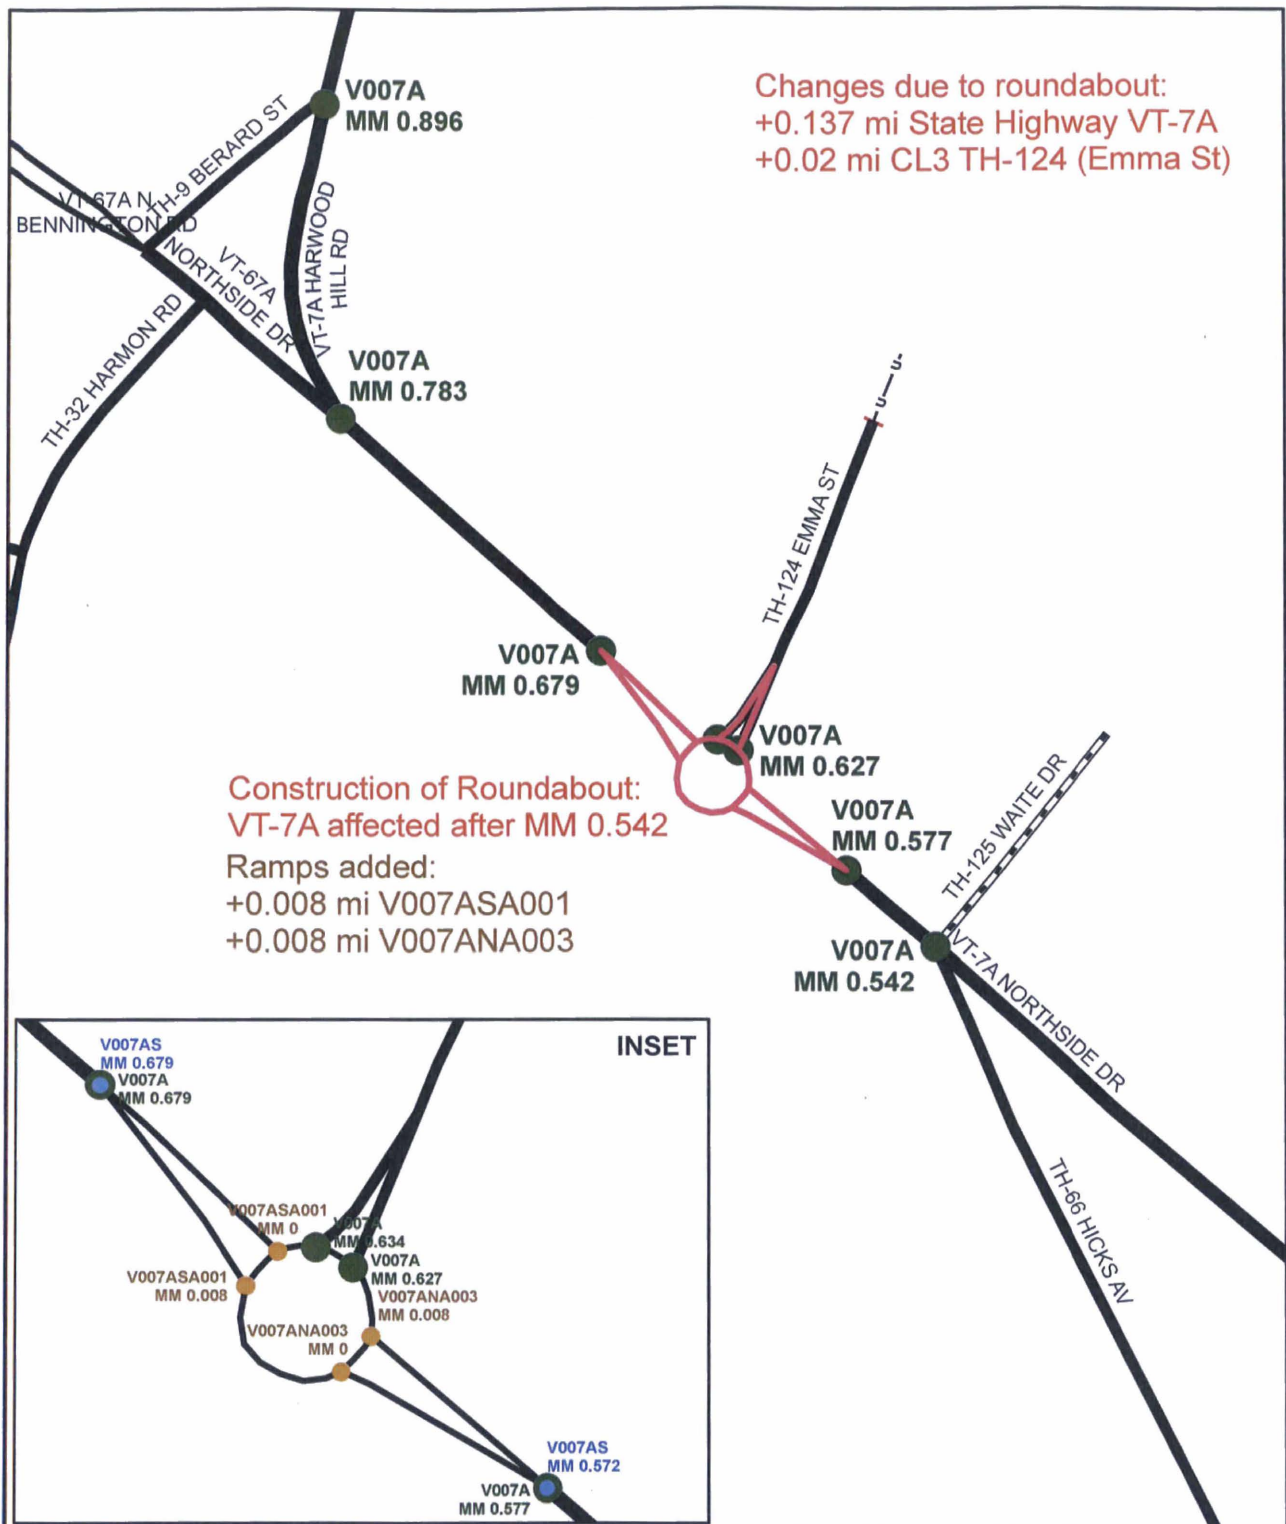 V007A
MM 0.896
Changes due to roundabout:
+0.137 mi State Highway VT-7A
+0.02 mi CL3 TH-124 (Emma St)
TH-9 BERARD ST
VT-67A N
BENNINGTON RD
VT-67A
NORTHSIDE DR
VT-7A HARWOOD
HILL RD
TH-32 HARMON RD
V007A
MM 0.783
S
S
TH-124 EMMA ST
V007A
MM 0.679
V007A
MM 0.627
Construction of Roundabout:
VT-7A affected after MM 0.542
Ramps added:
+0.008 mi V007ASA001
+0.008 mi V007ANA003
V007A
MM 0.577
TH-125 WAITE DR
V007A
MM 0.542
VT-7A NORTHSIDE DR
TH-66 HICKS AV
INSET
V007AS
MM 0.679
V007A
MM 0.679
V007ASA001
MM 0
V007A
MM 0.634
V007A
MM 0.627
V007ASA001
MM 0.008
V007ANA003
MM 0.008
V007ANA003
MM 0
V007AS
MM 0.572
V007A
MM 0.577